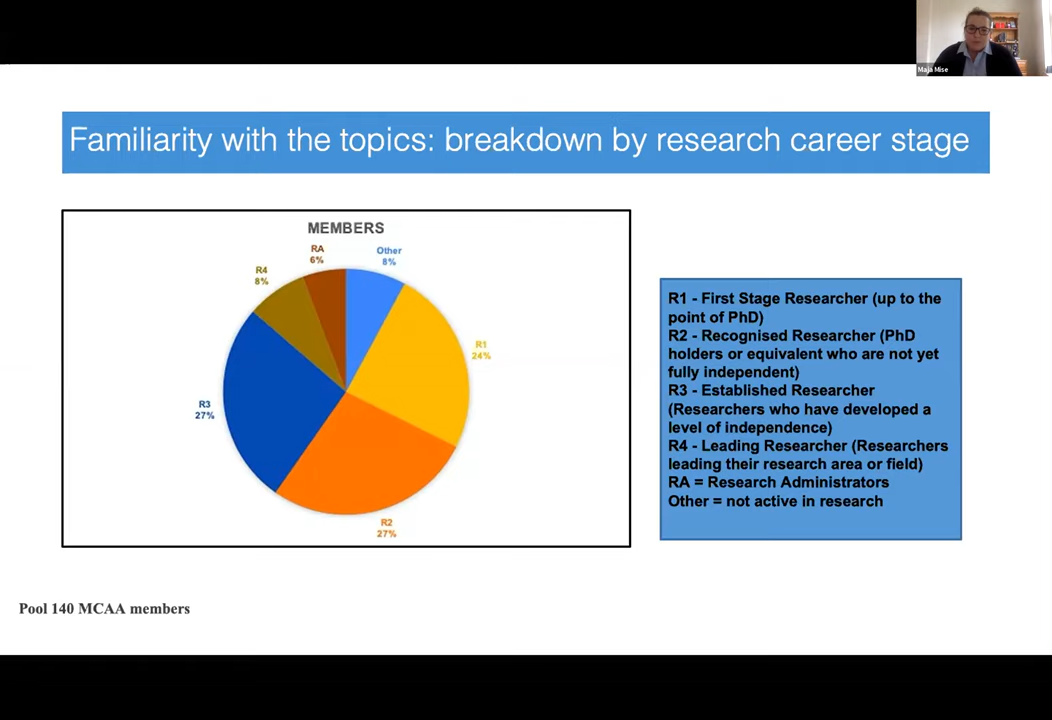 Maja Mise
Familiarity with the topics: breakdown by research career stage
MEMBERS
RA
6%
Other
8%
R4
8%
R1
24%
R3
27%
R2
27%
R1 - First Stage Researcher (up to the
point of PhD)
R2 - Recognised Researcher (PhD
holders or equivalent who are not yet
fully independent)
R3 - Established Researcher
(Researchers who have developed a
level of independence)
R4 - Leading Researcher (Researchers
leading their research area or field)
RA = Research Administrators
Other = not active in research
Pool 140 MCAA members